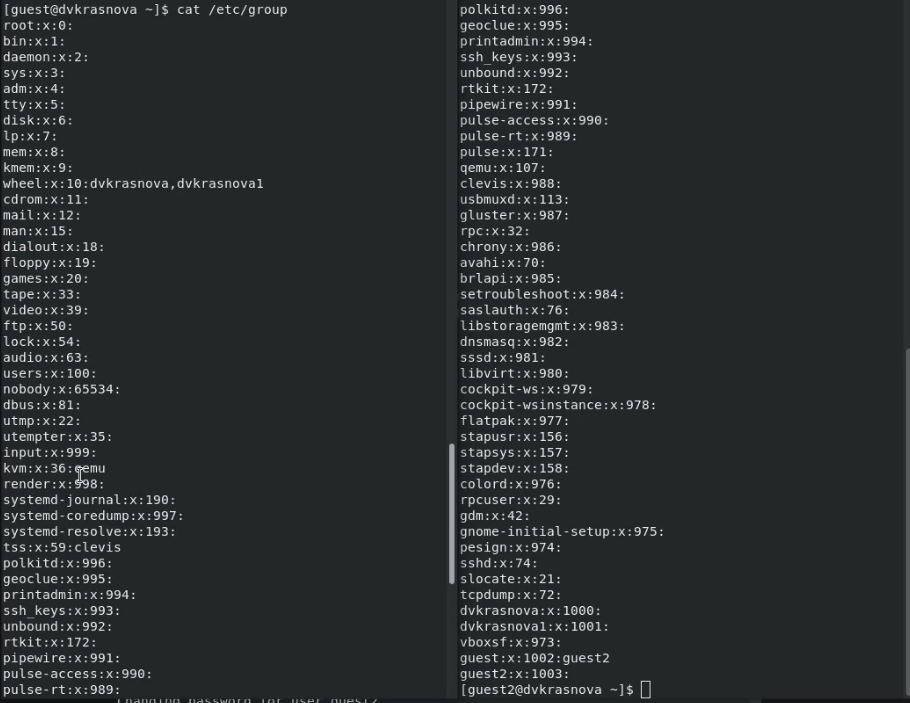 [guest@dvkrasnova ~]$ cat /etc/group
root:x:0:
bin:x:1:
daemon:x:2:
sys:x:3:
adm:x:4:
tty:x:5:
disk:x:6:
lp:x:7:
mem:x:8:
kmem:x:9:
wheel:x:10:dvkrasnova,dvkrasnova1
cdrom:x:11:
mail:x:12:
man:x:15:
dialout:x:18:
floppy:x:19:
games:x:20:
tape:x:33:
video:x:39:
ftp:x:50:
lock:x:54:
audio:x:63:
users:x:100:
nobody:x:65534:
dbus:x:81:
utmp:x:22:
utempter:x:35:
input:x:999:
kvm:x:36:qemu
render:x:998:
systemd-journal:x:190:
systemd-coredump:x:997:
systemd-resolve:x:193:
tss:x:59:clevis
polkitd:x:996:
geoclue:x:995:
printadmin:x:994:
ssh_keys:x:993:
unbound:x:992:
rtkit:x:172:
pipewire:x:991:
pulse-access:x:990:
pulse-rt:x:989:
polkitd:x:996:
geoclue:x:995:
printadmin:x:994:
ssh_keys:x:993:
unbound:x:992:
rtkit:x:172:
pipewire:x:991:
pulse-access:x:990:
pulse-rt:x:989:
pulse:x:171:
qemu:x:107:
clevis:x:988:
usbmuxd:x:113:
gluster:x:987:
rpc:x:32:
chrony:x:986:
avahi:x:70:
brlapi:x:985:
setroubleshoot:x:984:
saslauth:x:76:
libstoragemgmt:x:983:
dnsmasq:x:982:
sssd:x:981:
libvirt:x:980:
cockpit-ws:x:979:
cockpit-wsinstance:x:978:
flatpak:x:977:
stapusr:x:156:
stapsys:x:157:
stapdev:x:158:
colord:x:976:
rpcuser:x:29:
gdm:x:42:
gnome-initial-setup:x:975:
pesign:x:974:
sshd:x:74:
slocate:x:21:
tcpdump:x:72:
dvkrasnova:x:1000:
dvkrasnova1:x:1001:
vboxsf:x:973:
guest:x:1002:guest2
guest2:x:1003:
[guest2@dvkrasnova ~]$
Changing password for user guest2